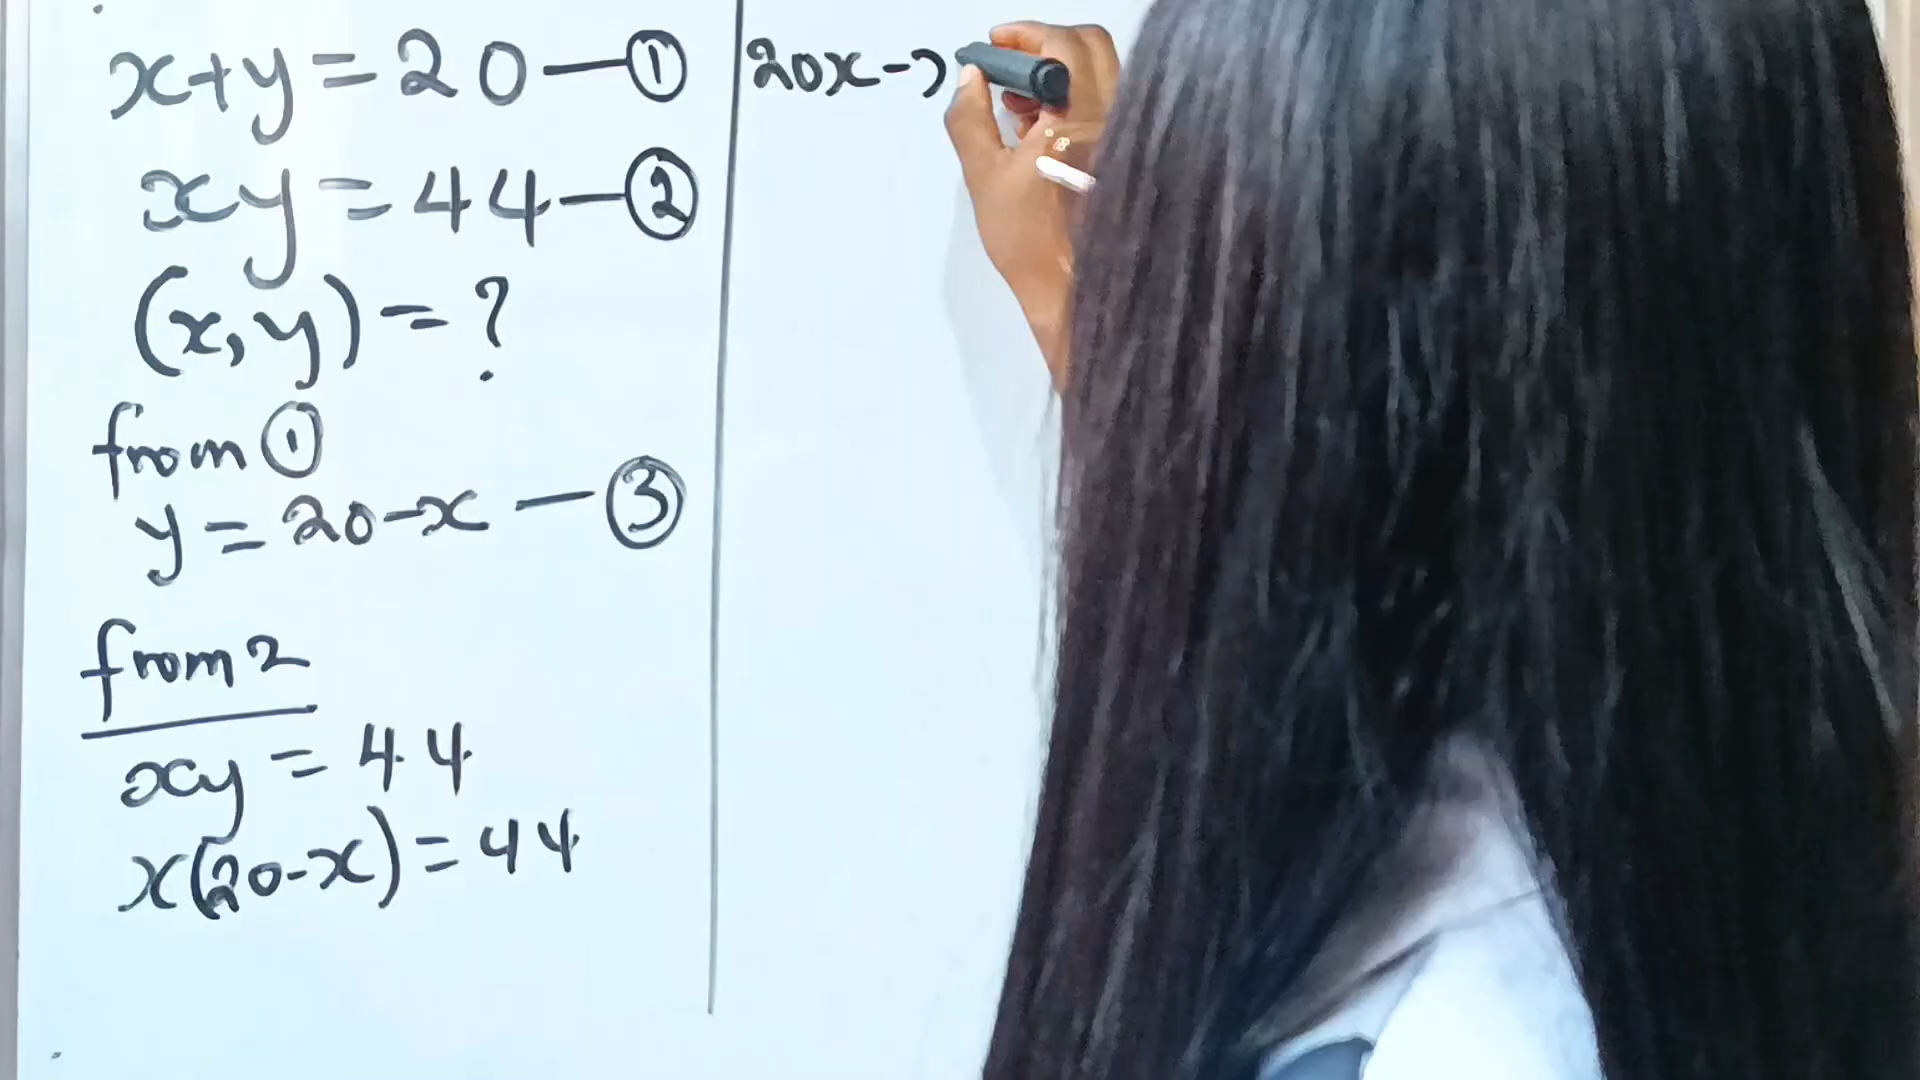 x+y=20—①
xy=44—②
(x,y)=?
from ①
y=20-x—③
from 2
xy=44
x(20-x)=44
20x-